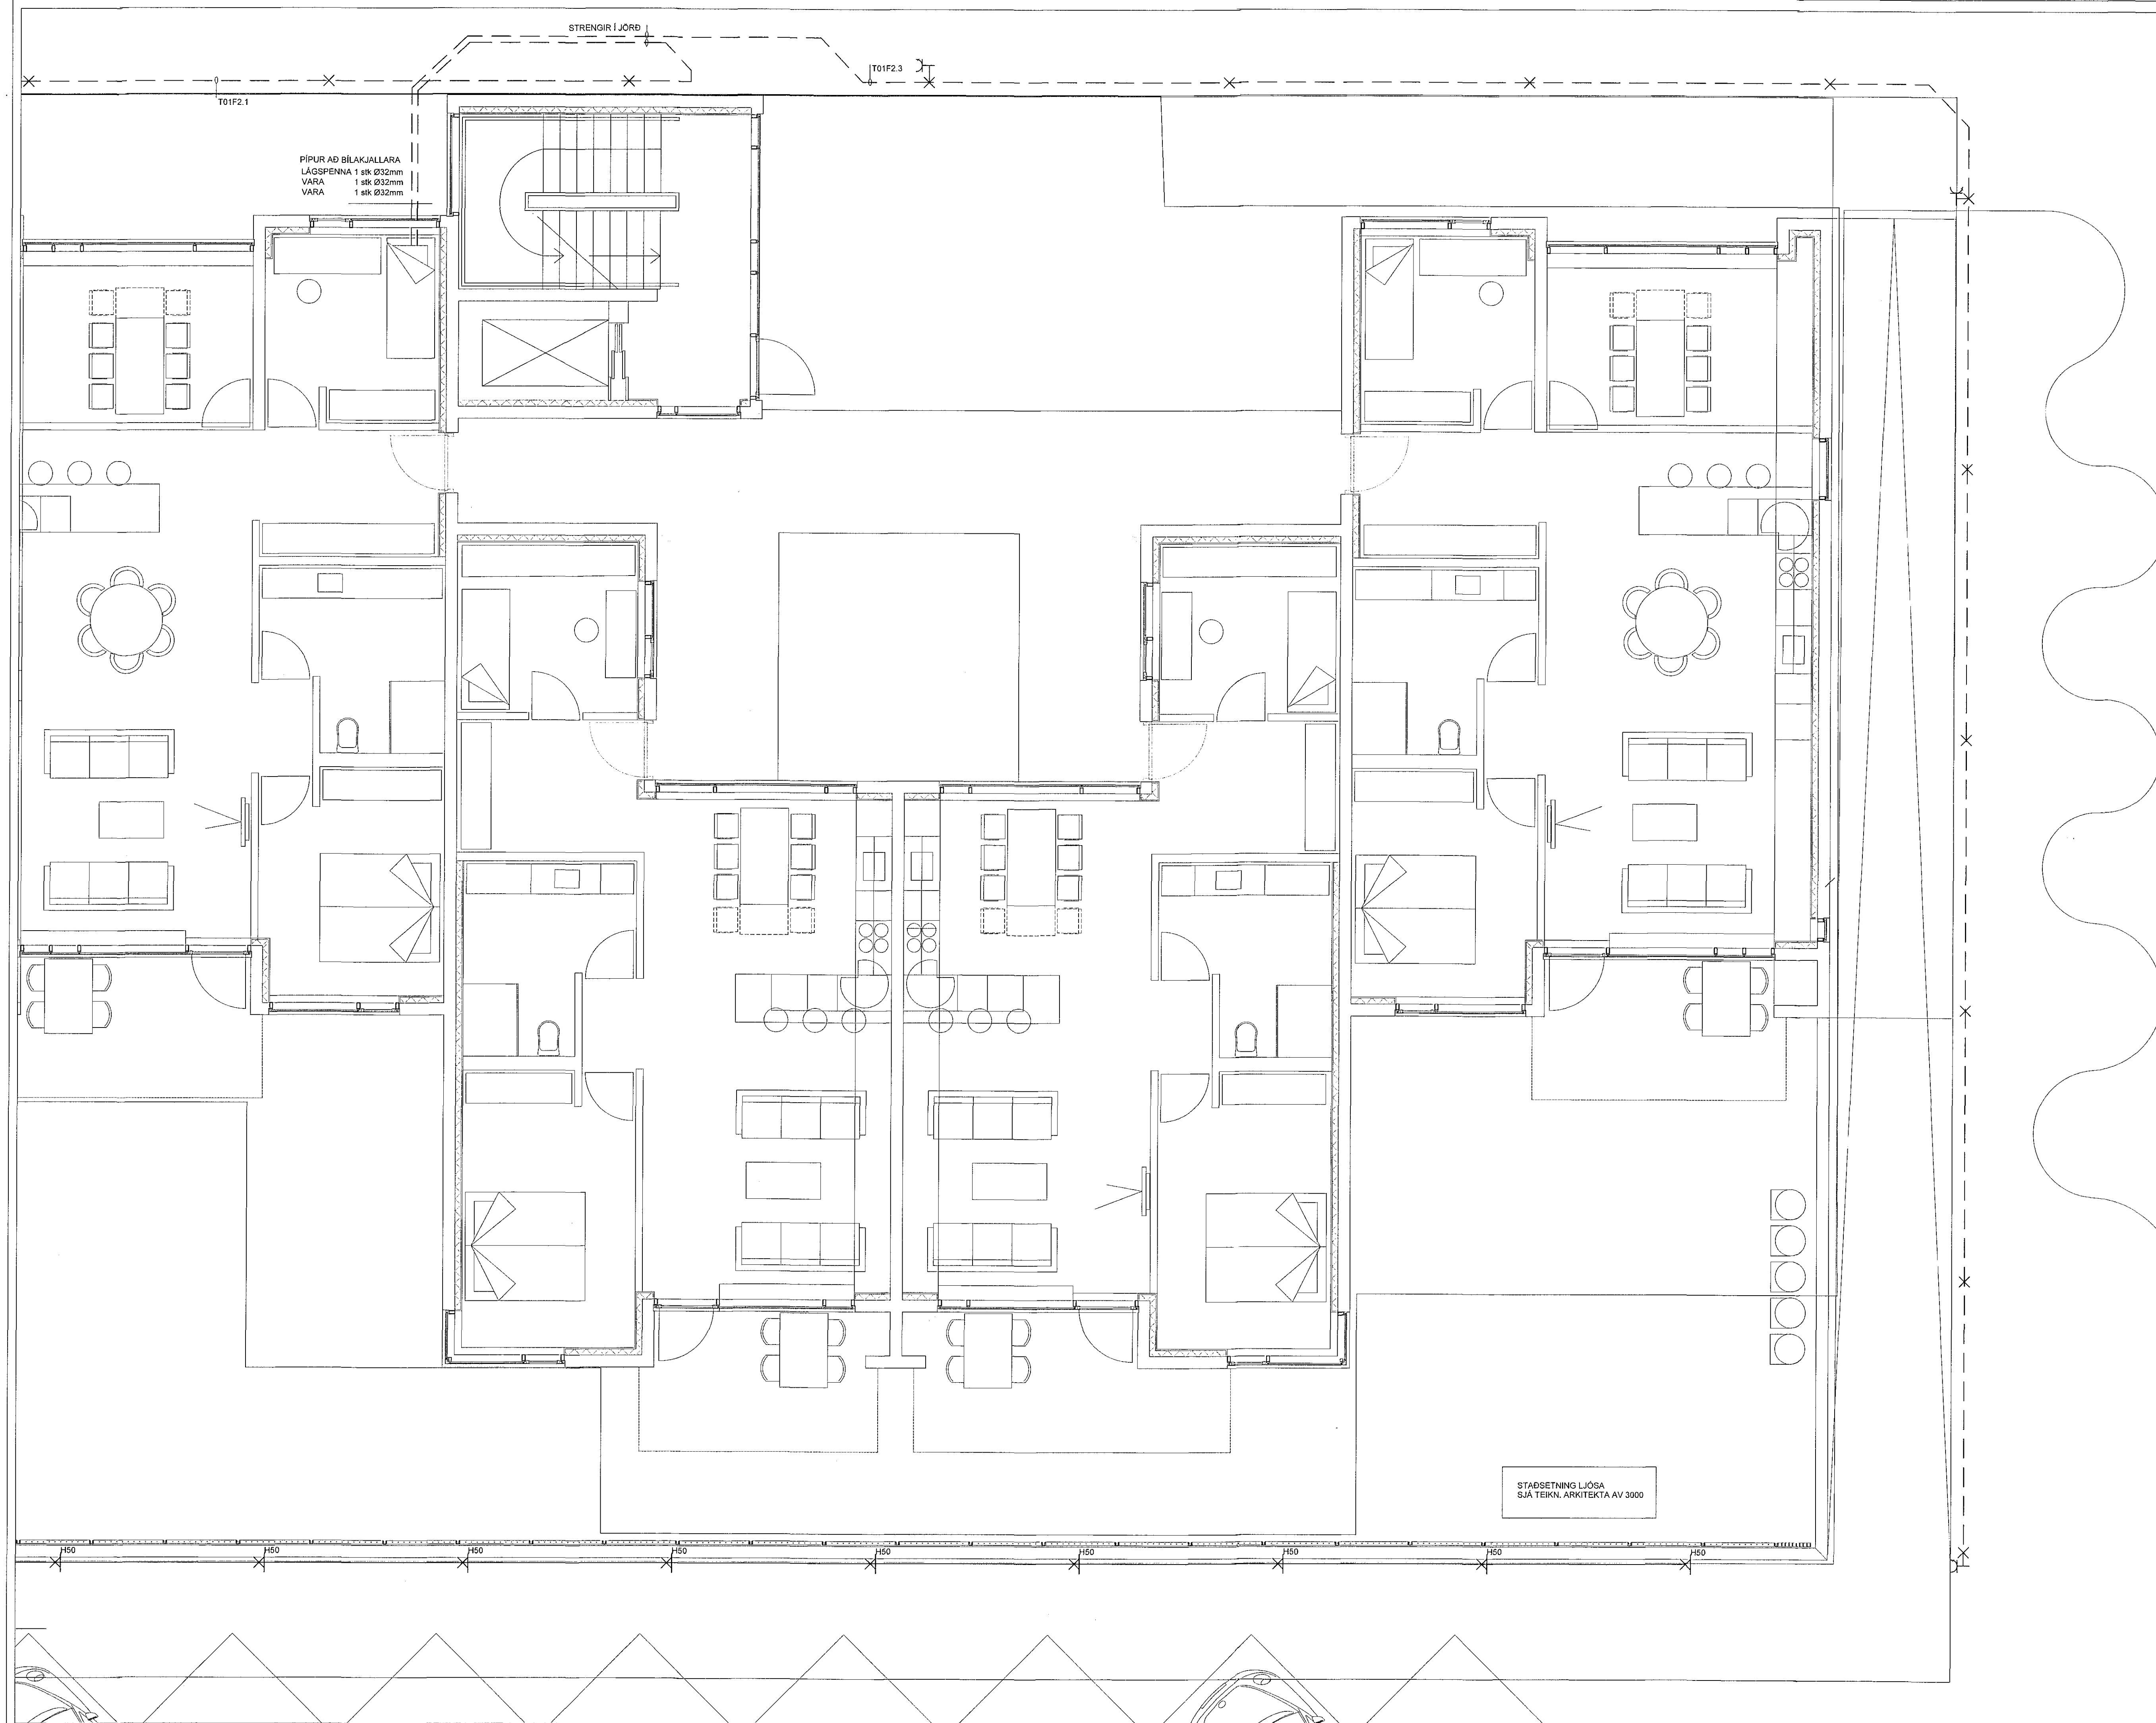 STRENGIR Í JÖRÐ
T01F2.3
T01F2.1
PÍPUR AÐ BÍLAKJALLARA
LÁGSPENNA 1 stk Ø32mm
VARA 1 stk Ø32mm
VARA 1 stk Ø32mm
STAÐSETNING LJÓSA
SJÁ TEIKN. ARKITEKTA AV 3000
H50 H50 H50 H50 H50 H50 H50 H50 H50